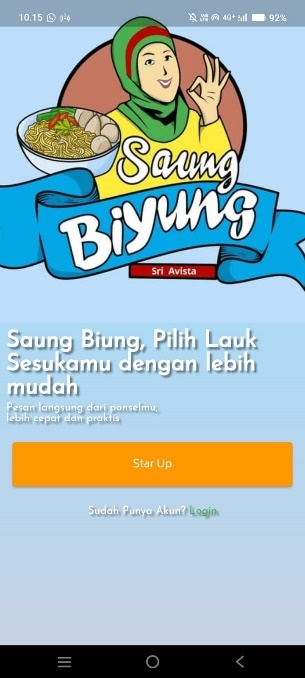 10.15
4G+
92%
Saung
Biyung
Sri Avista
Saung Biung, Pilih Lauk
Sesukamu dengan lebih
mudah
Pesan langsung dari ponselmu,
lebih cepat dan praktis
Star Up
Sudah Punya Akun? Login